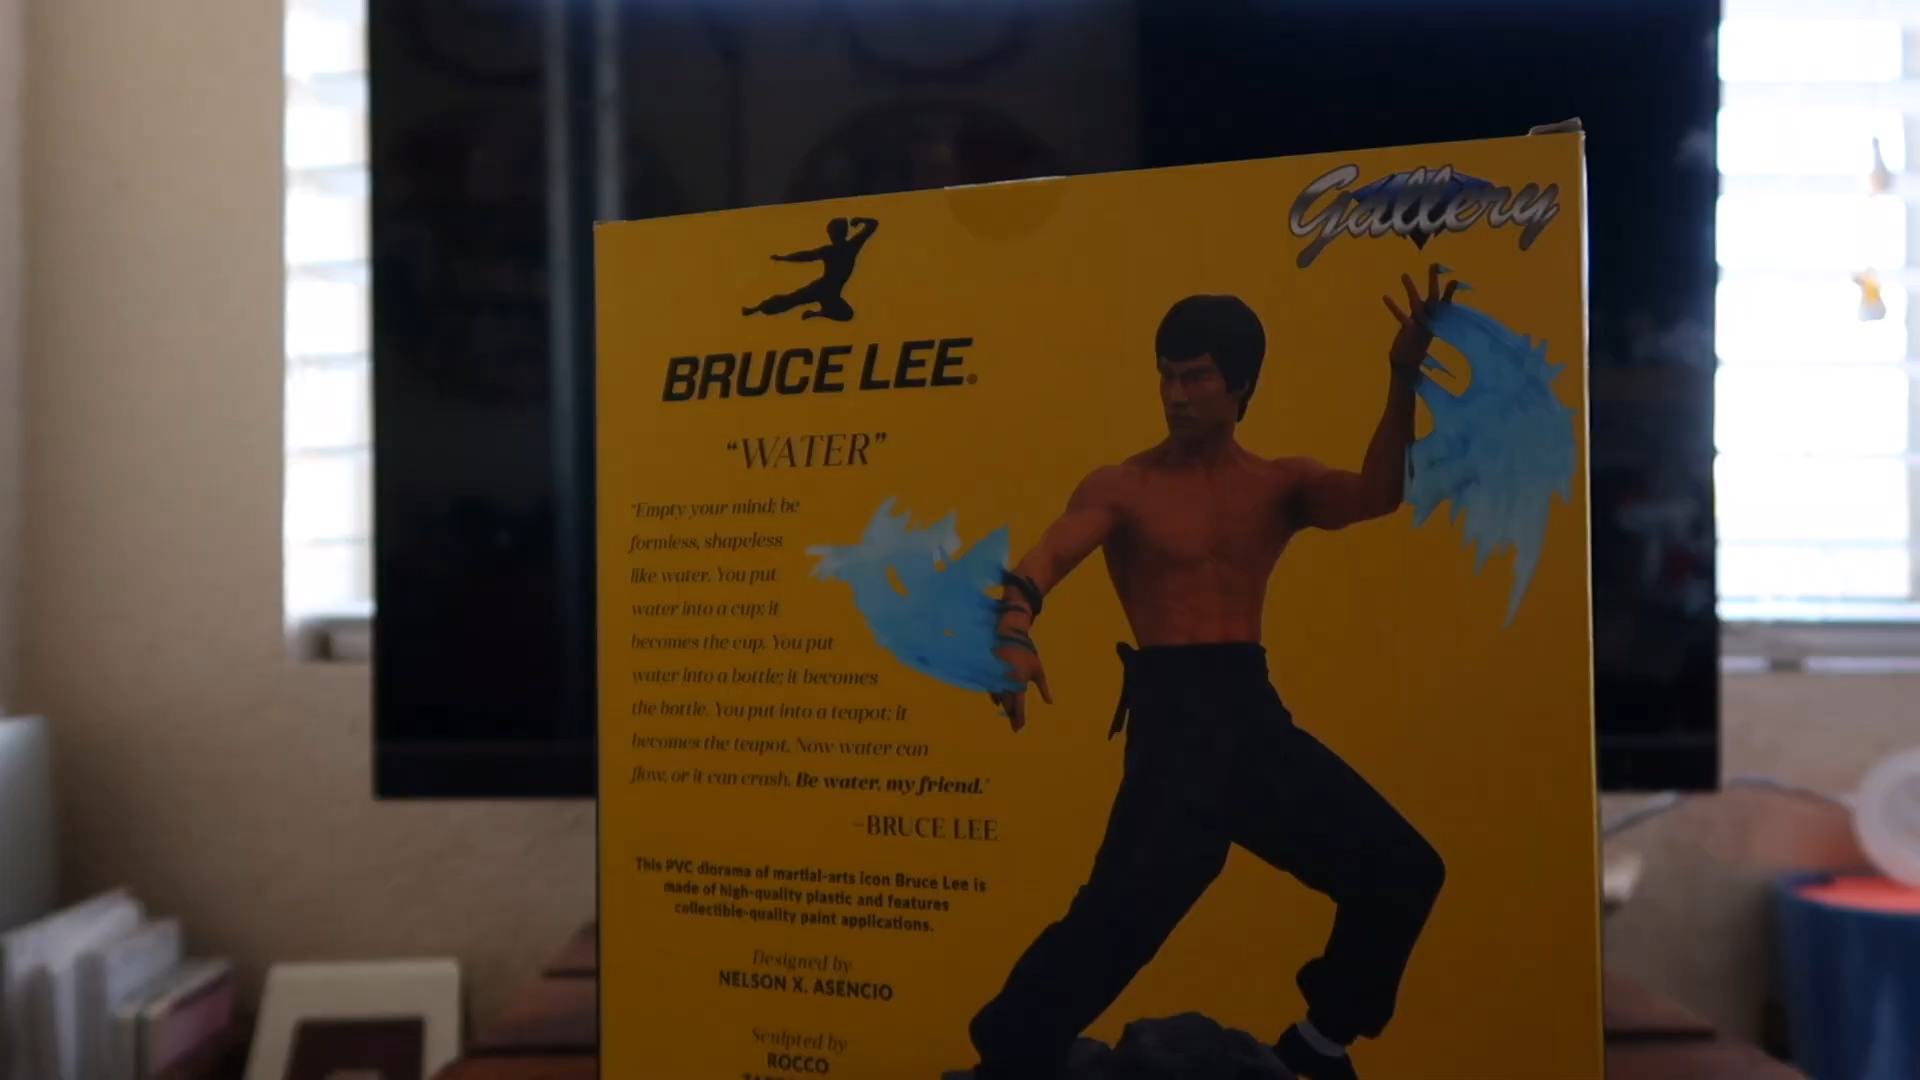 Gallery
BRUCE LEE®
“WATER”
“Empty your mind; be
formless, shapeless
like water. You put
water into a cup; it
becomes the cup. You put
water into a bottle; it becomes
the bottle. You put into a teapot; it
becomes the teapot. Now water can
flow, or it can crash. Be water, my friend.”
–BRUCE LEE
This PVC diorama of martial-arts icon Bruce Lee is
made of high-quality plastic and features
collectible-quality paint applications.
Designed by
NELSON X. ASENCIO
Sculpted by
ROCCO